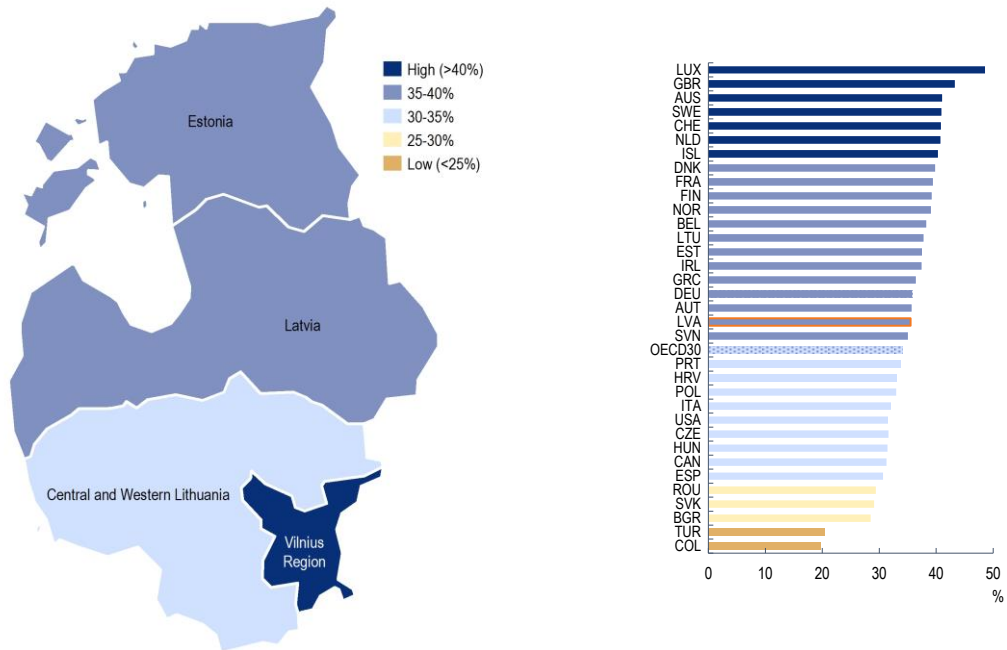 High (>40%)
35-40%
30-35%
25-30%
Low (<25%)
Estonia
Latvia
Central and Western Lithuania
Vilnius
Region
LUX
GBR
AUS
SWE
CHE
NLD
ISL
DNK
FRA
FIN
NOR
BEL
LTU
EST
IRL
GRC
DEU
AUT
LVA
SVN
OECD30
PRT
HRV
POL
ITA
USA
CZE
HUN
CAN
ESP
ROU
SVK
BGR
TUR
COL
0 10 20 30 40 50
%